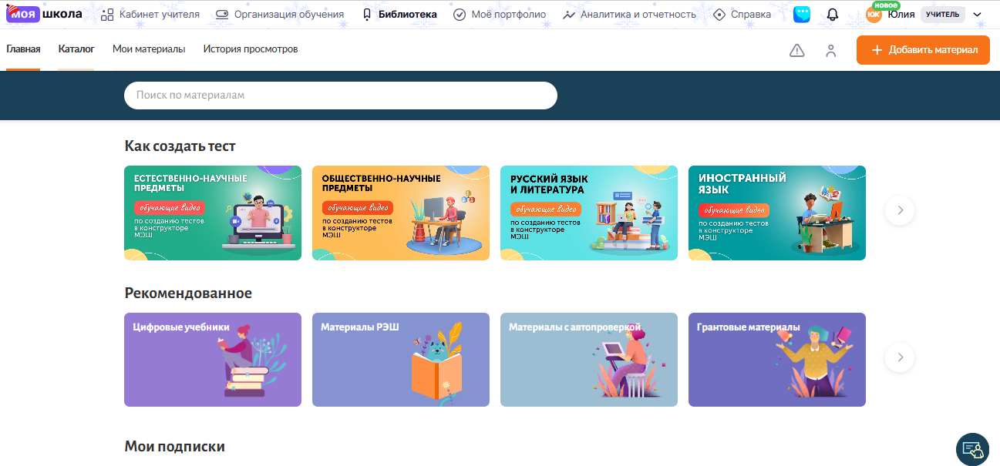 МОЯ школа
Кабинет учителя
Организация обучения
Библиотека
Моё портфолио
Аналитика и отчетность
Справка
НОВОЕ
ЮК
Юлия
УЧИТЕЛЬ
Главная
Каталог
Мои материалы
История просмотров
Добавить материал
Поиск по материалам
Как создать тест
ЕСТЕСТВЕННО-НАУЧНЫЕ
ПРЕДМЕТЫ
обучающие видео
по созданию тестов
в конструкторе
МЭШ
ОБЩЕСТВЕННО-НАУЧНЫЕ
ПРЕДМЕТЫ
обучающие видео
по созданию тестов
в конструкторе
МЭШ
РУССКИЙ ЯЗЫК
И ЛИТЕРАТУРА
обучающие видео
по созданию тестов
в конструкторе
МЭШ
ИНОСТРАННЫЙ
ЯЗЫК
обучающие видео
по созданию тестов
в конструкторе
МЭШ
Рекомендованное
Цифровые учебники
Материалы РЭШ
Материалы с автопроверкой
Грантовые материалы
Мои подписки